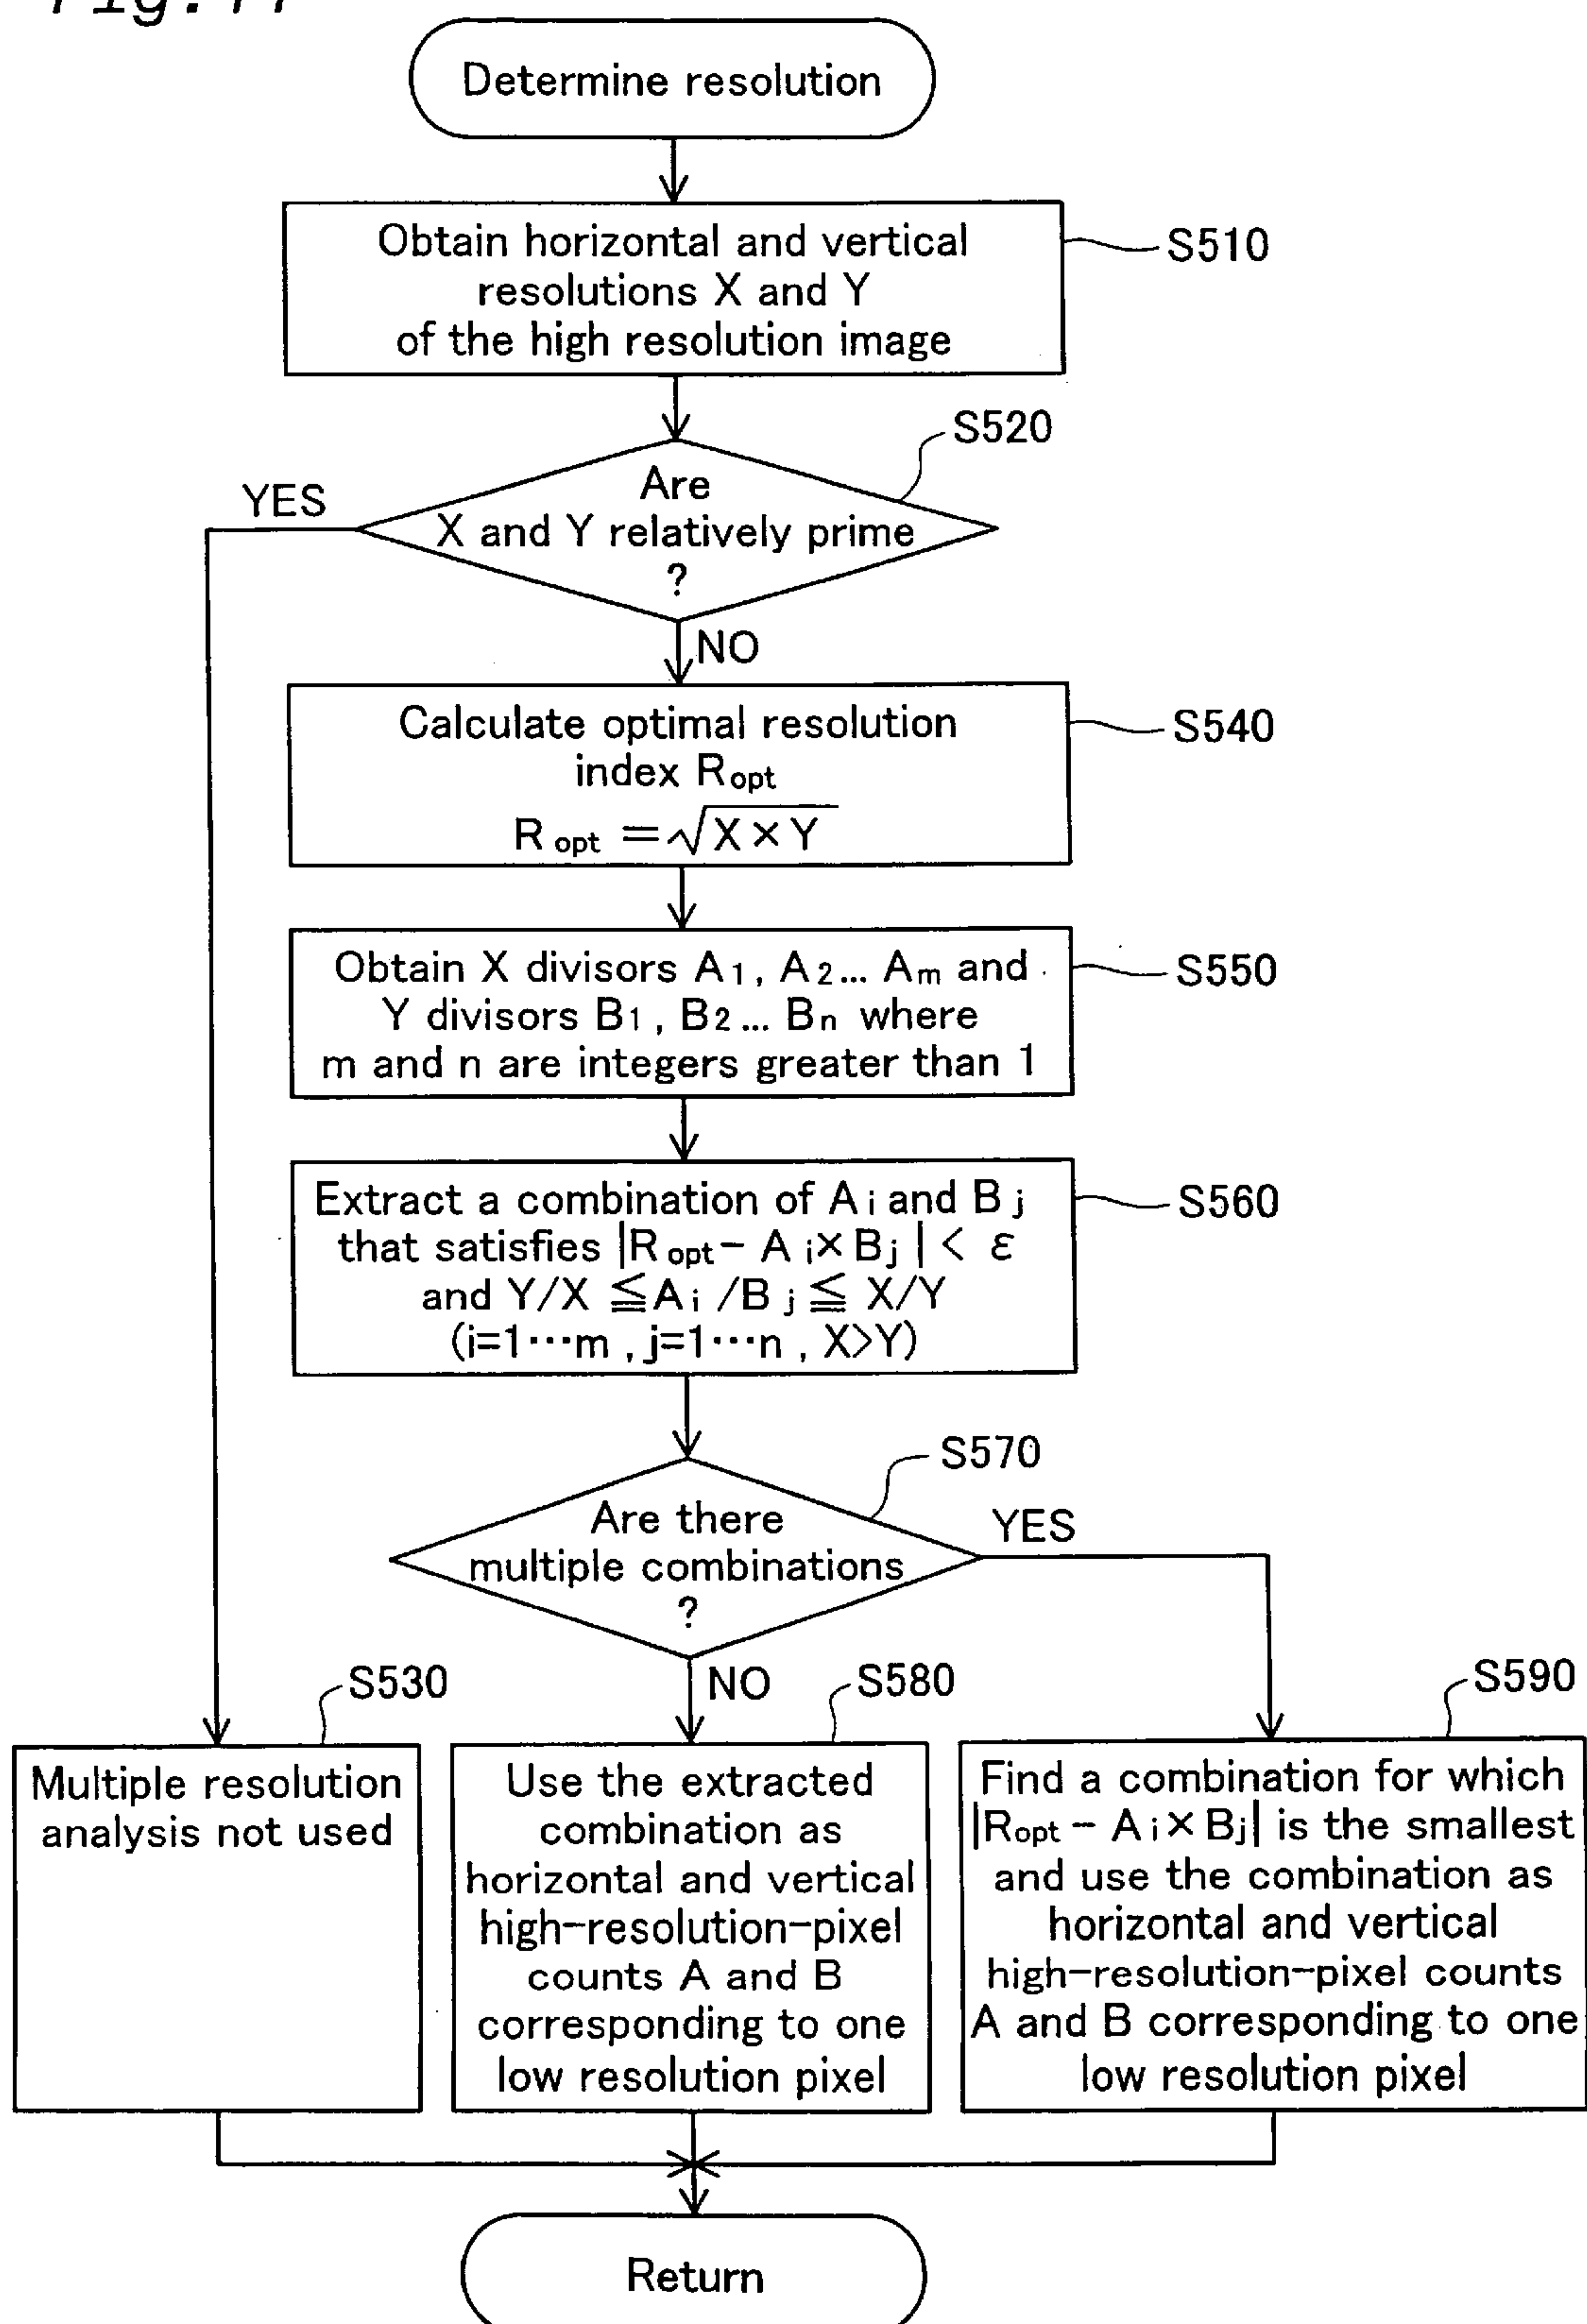 Determine resolution
Obtain horizontal and vertical
resolutions X and Y
of the high resolution image
S510
S520
Are
X and Y relatively prime
?
YES
NO
Calculate optimal resolution
index Ropt
R opt = √X × Y
S540
Obtain X divisors A1, A2... Am and
Y divisors B1, B2... Bn where
m and n are integers greater than 1
S550
Extract a combination of Ai and Bj
that satisfies |Ropt − Ai × Bj| < ε
and Y/X ≦ Ai /Bj ≦ X/Y
(i=1⋯m , j=1⋯n , X>Y)
S560
S570
Are there
multiple combinations
?
YES
NO
S530
Multiple resolution
analysis not used
S580
Use the extracted
combination as
horizontal and vertical
high-resolution-pixel
counts A and B
corresponding to one
low resolution pixel
S590
Find a combination for which
|Ropt − Ai × Bj| is the smallest
and use the combination as
horizontal and vertical
high-resolution-pixel counts
A and B corresponding to one
low resolution pixel
Return